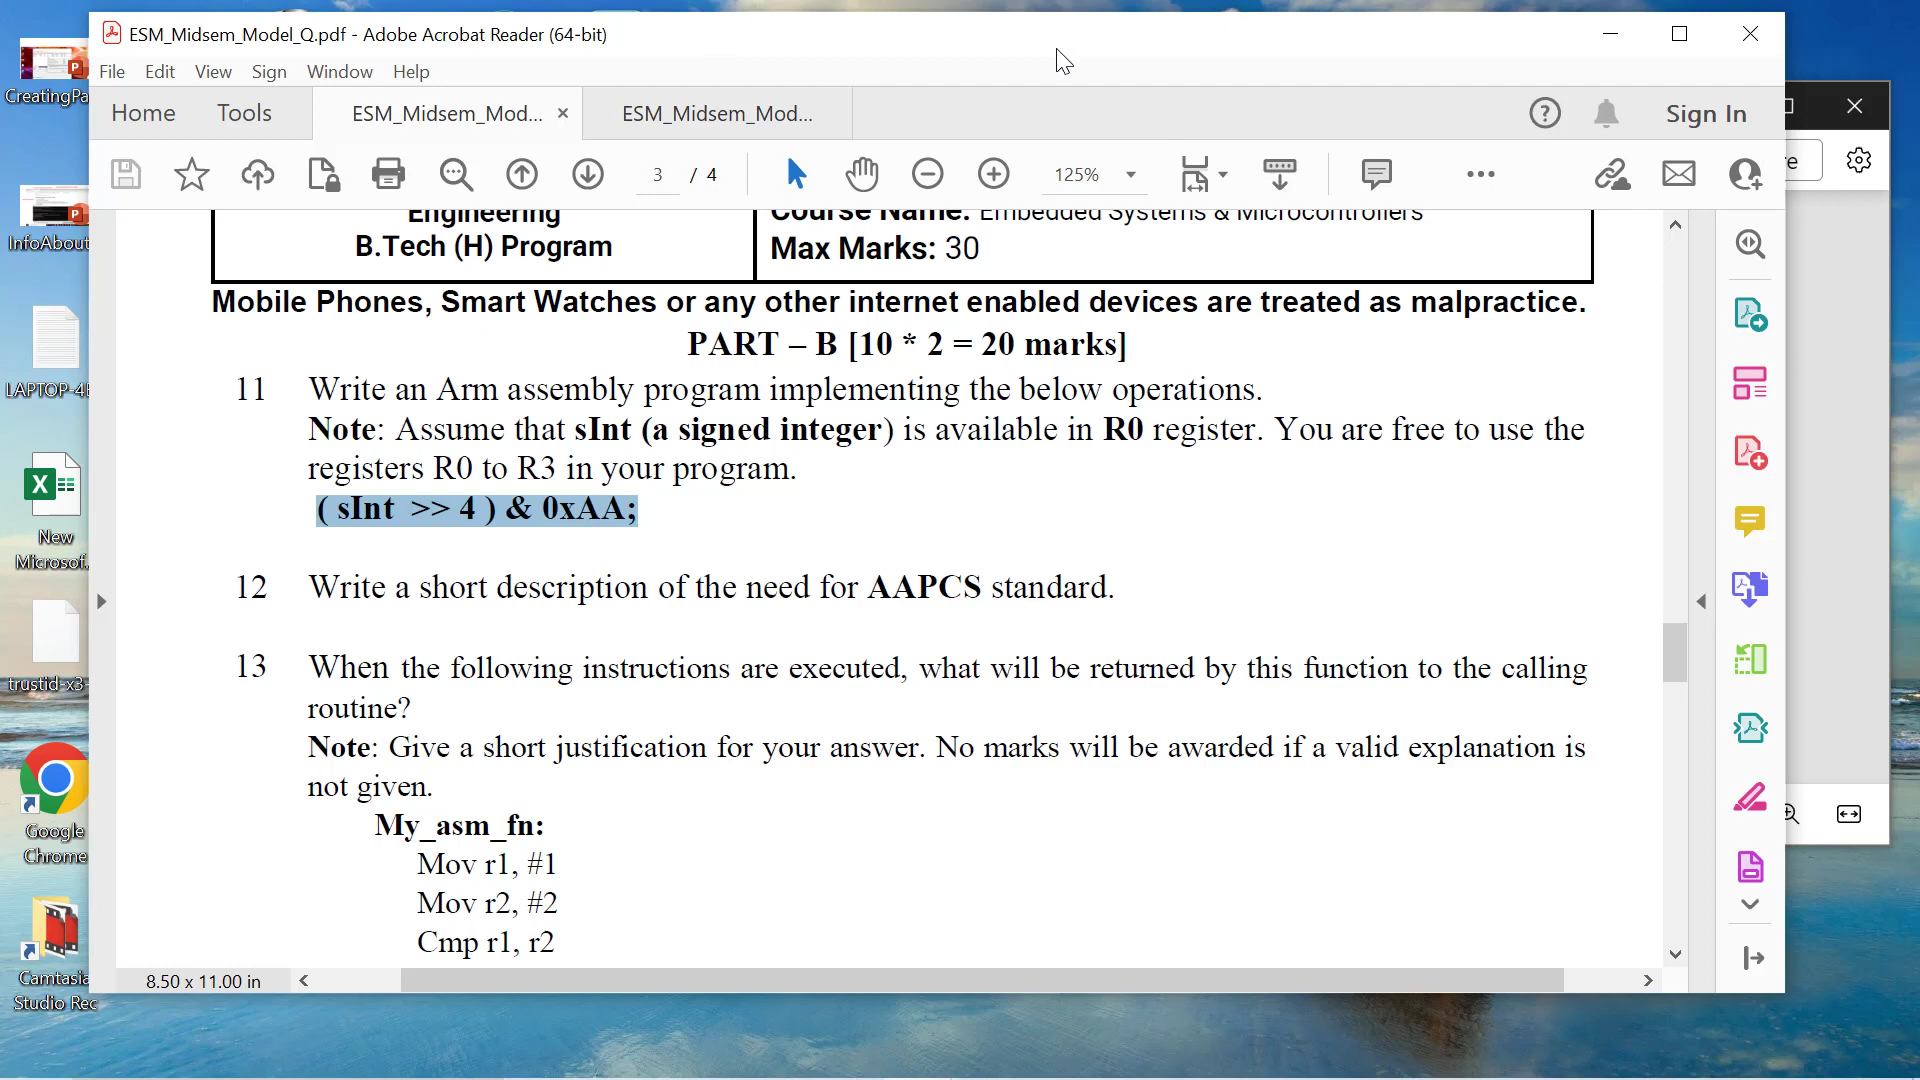 ESM_Midsem_Model_Q.pdf - Adobe Acrobat Reader (64-bit)
File Edit View Sign Window Help
Home Tools ESM_Midsem_Mod... ESM_Midsem_Mod... Sign In
3 / 4 125%
Engineering
B.Tech (H) Program
Course Name: Embedded Systems & Microcontrollers
Max Marks: 30
Mobile Phones, Smart Watches or any other internet enabled devices are treated as malpractice.
PART – B [10 * 2 = 20 marks]
11 Write an Arm assembly program implementing the below operations.
Note: Assume that sInt (a signed integer) is available in R0 register. You are free to use the
registers R0 to R3 in your program.
( sInt >> 4 ) & 0xAA;
12 Write a short description of the need for AAPCS standard.
13 When the following instructions are executed, what will be returned by this function to the calling
routine?
Note: Give a short justification for your answer. No marks will be awarded if a valid explanation is
not given.
My_asm_fn:
Mov r1, #1
Mov r2, #2
Cmp r1, r2
8.50 x 11.00 in
CreatingPa
InfoAbout
LAPTOP-4
New
Microsof.
trustid-x3-
Google
Chrome
Camtasia
Studio Rec